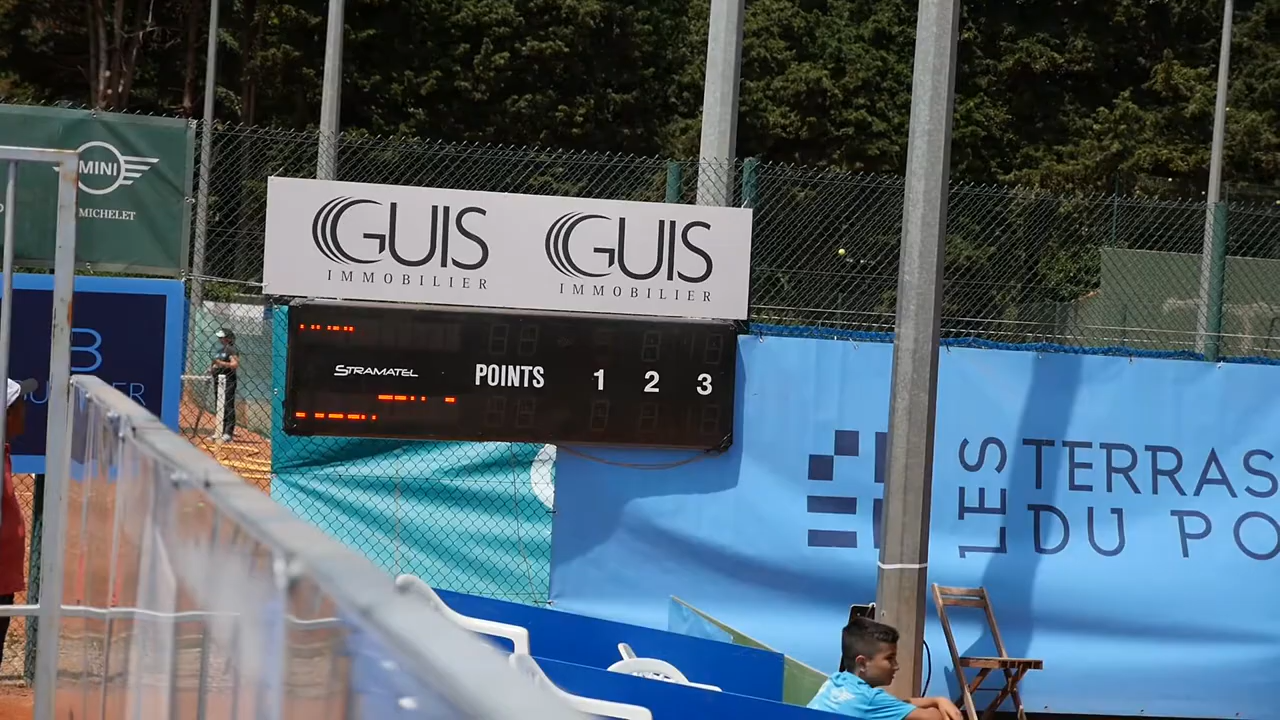 MINI
MICHELET
GUIS
IMMOBILIER
GUIS
IMMOBILIER
STRAMATEL
POINTS 1 2 3
B
LES
TERRAS
DU PO